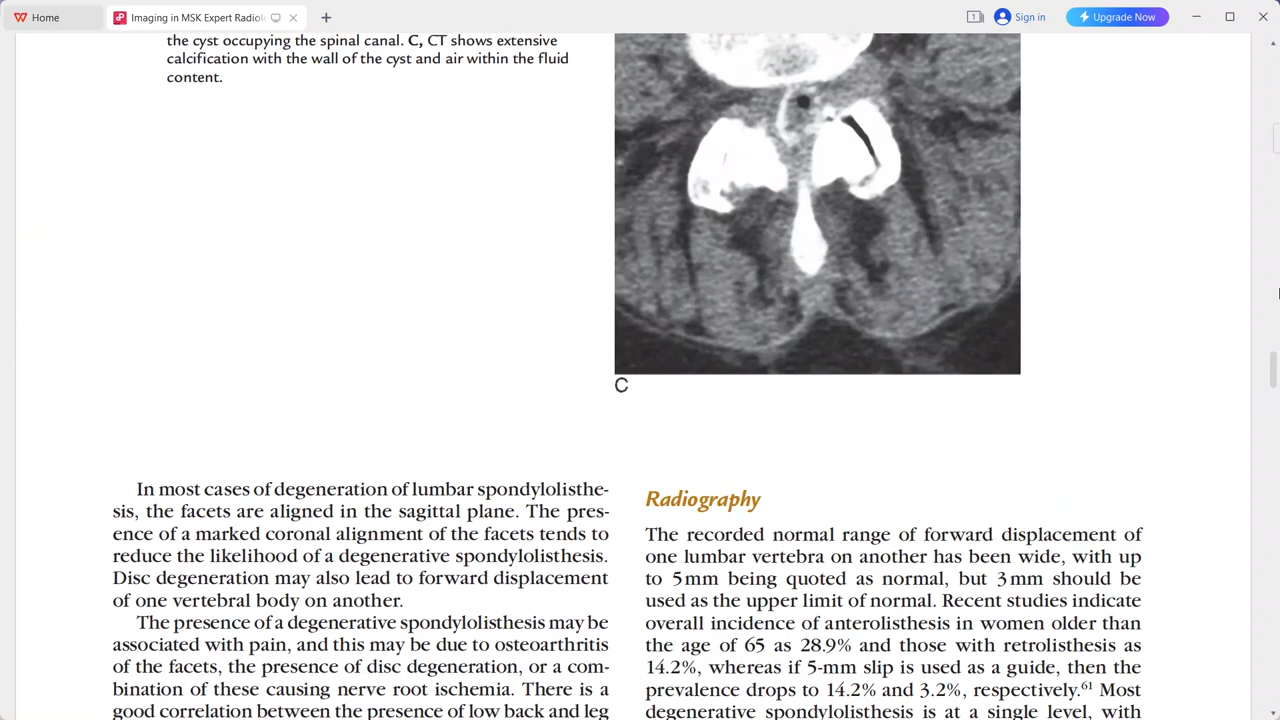 Home
Imaging in MSK Expert Radiol
1
Sign in
Upgrade Now
the cyst occupying the spinal canal. C, CT shows extensive
calcification with the wall of the cyst and air within the fluid
content.
C
In most cases of degeneration of lumbar spondylolisthe-
sis, the facets are aligned in the sagittal plane. The pres-
ence of a marked coronal alignment of the facets tends to
reduce the likelihood of a degenerative spondylolisthesis.
Disc degeneration may also lead to forward displacement
of one vertebral body on another.
The presence of a degenerative spondylolisthesis may be
associated with pain, and this may be due to osteoarthritis
of the facets, the presence of disc degeneration, or a com-
bination of these causing nerve root ischemia. There is a
good correlation between the presence of low back and leg
Radiography
The recorded normal range of forward displacement of
one lumbar vertebra on another has been wide, with up
to 5 mm being quoted as normal, but 3 mm should be
used as the upper limit of normal. Recent studies indicate
overall incidence of anterolisthesis in women older than
the age of 65 as 28.9% and those with retrolisthesis as
14.2%, whereas if 5-mm slip is used as a guide, then the
prevalence drops to 14.2% and 3.2%, respectively.61 Most
degenerative spondylolisthesis is at a single level, with